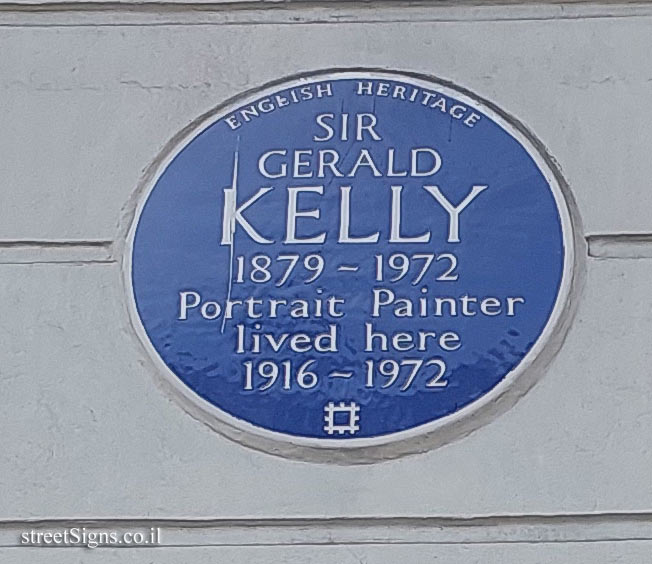 ENGLISH HERITAGE
SIR
GERALD
KELLY
1879 ~ 1972
Portrait Painter
lived here
1916 ~ 1972
streetSigns.co.il